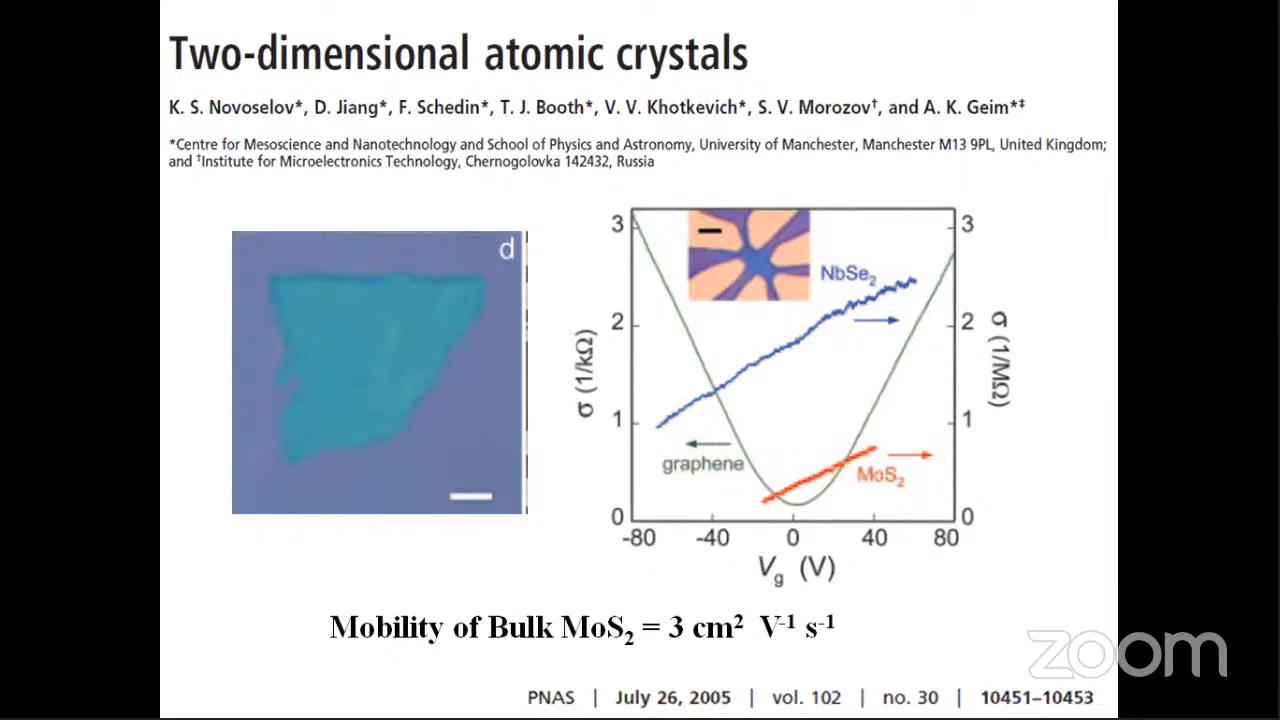 Two-dimensional atomic crystals
K. S. Novoselov*, D. Jiang*, F. Schedin*, T. J. Booth*, V. V. Khotkevich*, S. V. Morozov†, and A. K. Geim*‡
*Centre for Mesoscience and Nanotechnology and School of Physics and Astronomy, University of Manchester, Manchester M13 9PL, United Kingdom;
and †Institute for Microelectronics Technology, Chernogolovka 142432, Russia
d
3
2
1
0
σ (1/kΩ)
NbSe₂
graphene
MoS₂
3
2
1
0
σ (1/MΩ)
-80 -40 0 40 80
Vg (V)
Mobility of Bulk MoS₂ = 3 cm² V⁻¹ s⁻¹
zoom
PNAS | July 26, 2005 | vol. 102 | no. 30 | 10451–10453